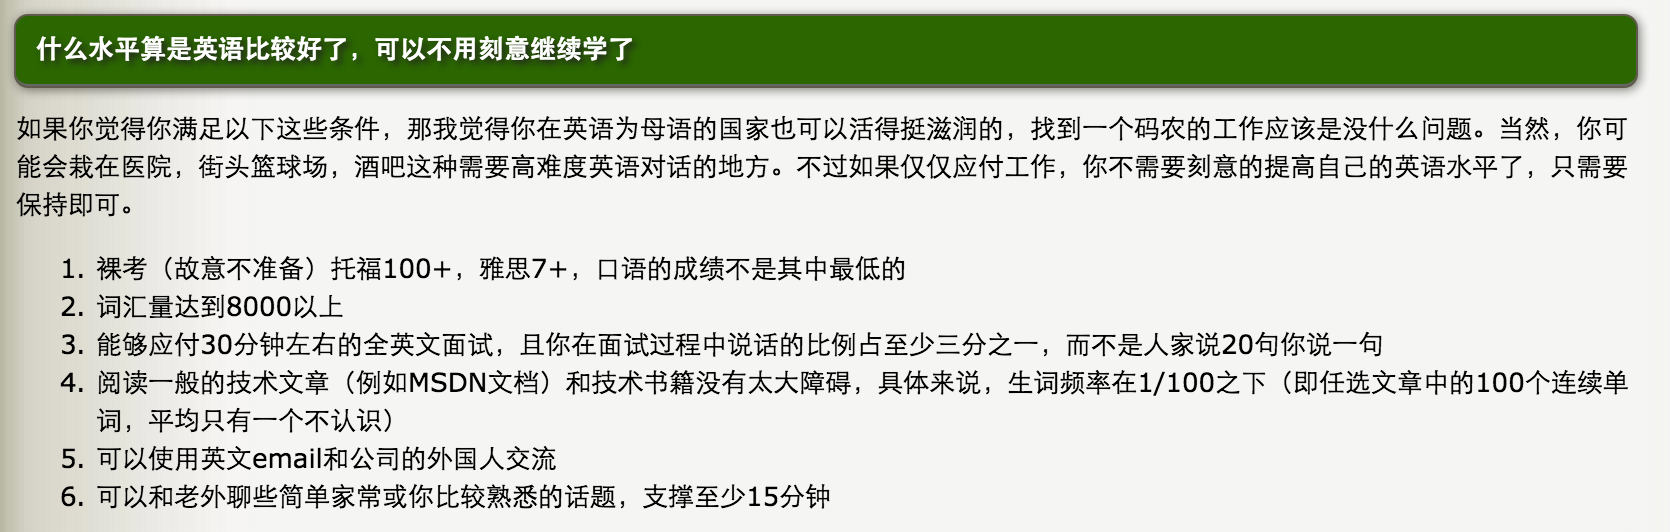 什么水平算是英语比较好了，可以不用刻意继续学了
如果你觉得你满足以下这些条件，那我觉得你在英语为母语的国家也可以活得挺滋润的，找到一个码农的工作应该是没什么问题。当然，你可
能会栽在医院，街头篮球场，酒吧这种需要高难度英语对话的地方。不过如果仅仅应付工作，你不需要刻意的提高自己的英语水平了，只需要
保持即可。
1. 裸考（故意不准备）托福100+，雅思7+，口语的成绩不是其中最低的
2. 词汇量达到8000以上
3. 能够应付30分钟左右的全英文面试，且你在面试过程中说话的比例占至少三分之一，而不是人家说20句你说一句
4. 阅读一般的技术文章（例如MSDN文档）和技术书籍没有太大障碍，具体来说，生词频率在1/100之下（即任选文章中的100个连续单
词，平均只有一个不认识）
5. 可以使用英文email和公司的外国人交流
6. 可以和老外聊些简单家常或你比较熟悉的话题，支撑至少15分钟